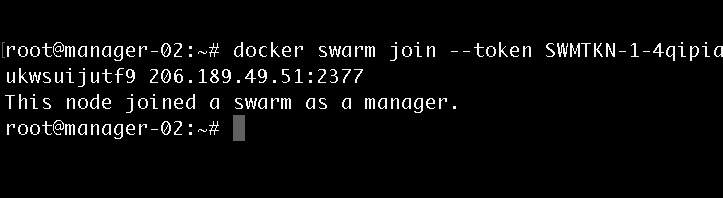 [root@manager-02:~# docker swarm join --token SWMTKN-1-4qipia
ukwsuijutf9 206.189.49.51:2377
This node joined a swarm as a manager.
root@manager-02:~#